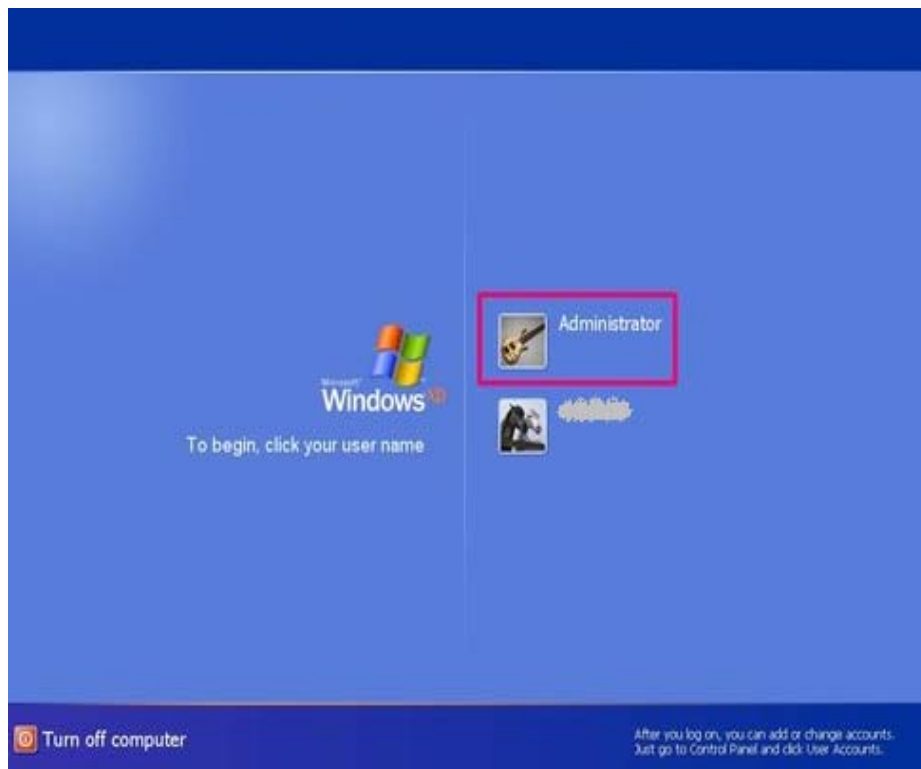 Administrator
Microsoft
Windows xp
To begin, click your user name
Turn off computer
After you log on, you can add or change accounts.
Just go to Control Panel and click User Accounts.